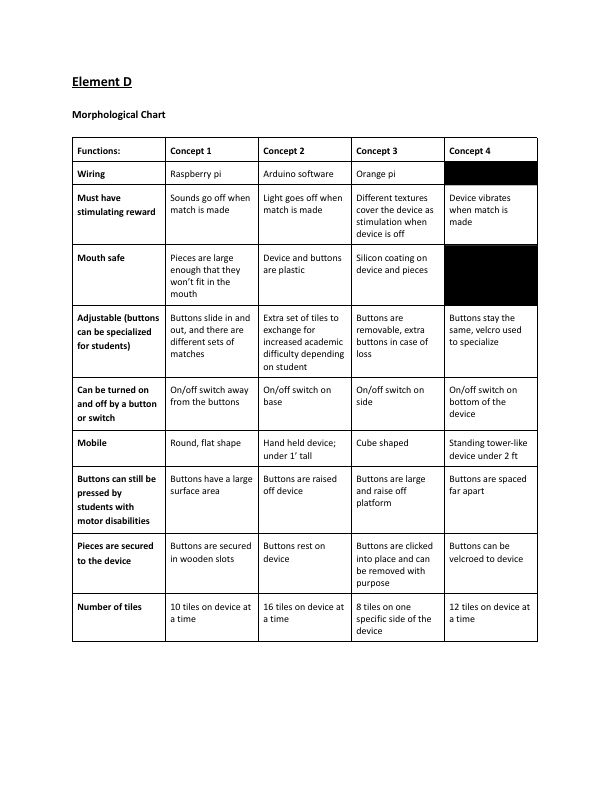 Element D
Morphological Chart
Functions:
Concept 1
Concept 2
Concept 3
Concept 4
Wiring
Raspberry pi
Arduino software
Orange pi
Must have
stimulating reward
Sounds go off when
match is made
Light goes off when
match is made
Different textures
cover the device as
stimulation when
device is off
Device vibrates
when match is
made
Mouth safe
Pieces are large
enough that they
won't fit in the
mouth
Device and buttons
are plastic
Silicon coating on
device and pieces
Adjustable (buttons
can be specialized
for students)
Buttons slide in and
out, and there are
different sets of
matches
Extra set of tiles to
exchange for
increased academic
difficulty depending
on student
Buttons are
removable, extra
buttons in case of
loss
Buttons stay the
same, velcro used
to specialize
Can be turned on
and off by a button
or switch
On/off switch away
from the buttons
On/off switch on
base
On/off switch on
side
On/off switch on
bottom of the
device
Mobile
Round, flat shape
Hand held device;
under 1' tall
Cube shaped
Standing tower-like
device under 2 ft
Buttons can still be
pressed by
students with
motor disabilities
Buttons have a large
surface area
Buttons are raised
off device
Buttons are large
and raise off
platform
Buttons are spaced
far apart
Pieces are secured
to the device
Buttons are secured
in wooden slots
Buttons rest on
device
Buttons are clicked
into place and can
be removed with
purpose
Buttons can be
velcroed to device
Number of tiles
10 tiles on device at
a time
16 tiles on device at
a time
8 tiles on one
specific side of the
device
12 tiles on device at
a time